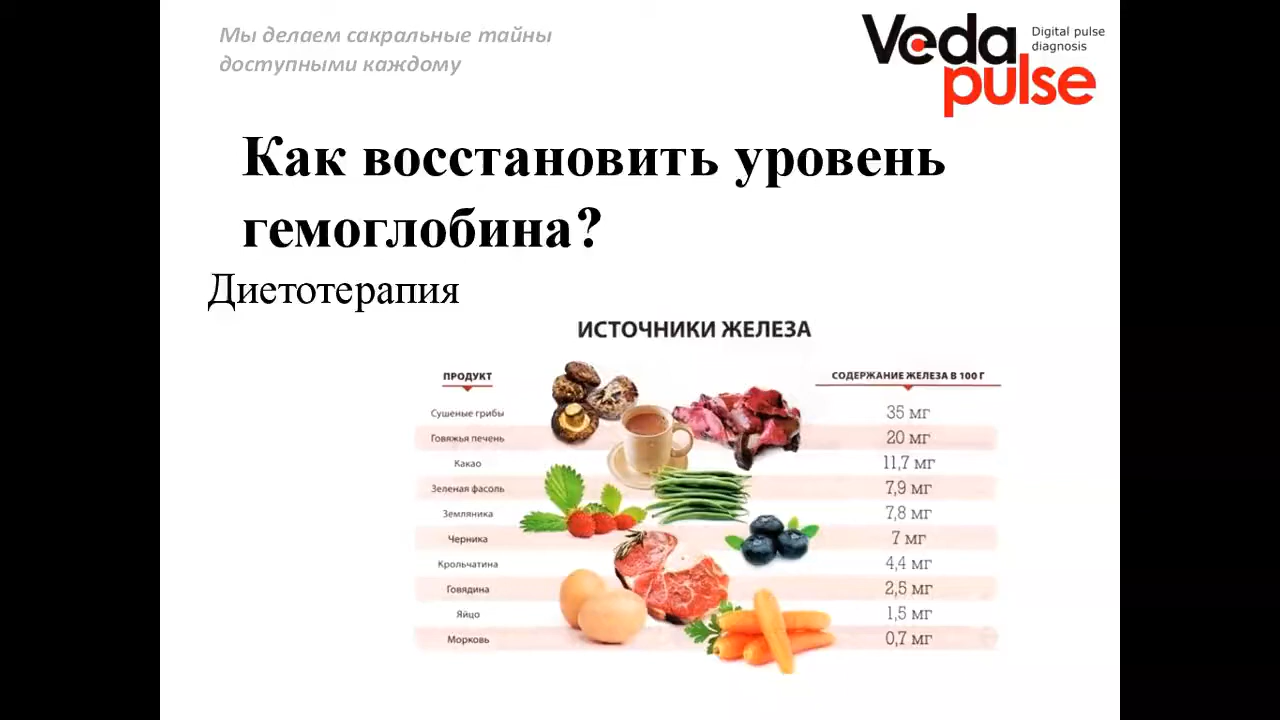 Мы делаем сакральные тайны
доступными каждому
Veda
pulse
Digital pulse
diagnosis
Как восстановить уровень
гемоглобина?
Диетотерапия
ИСТОЧНИКИ ЖЕЛЕЗА
ПРОДУКТ СОДЕРЖАНИЕ ЖЕЛЕЗА В 100 Г
Сушеные грибы 35 мг
Говяжья печень 20 мг
Какао 11,7 мг
Зеленая фасоль 7,9 мг
Земляника 7,8 мг
Черника 7 мг
Крольчатина 4,4 мг
Говядина 2,5 мг
Яйцо 1,5 мг
Морковь 0,7 мг